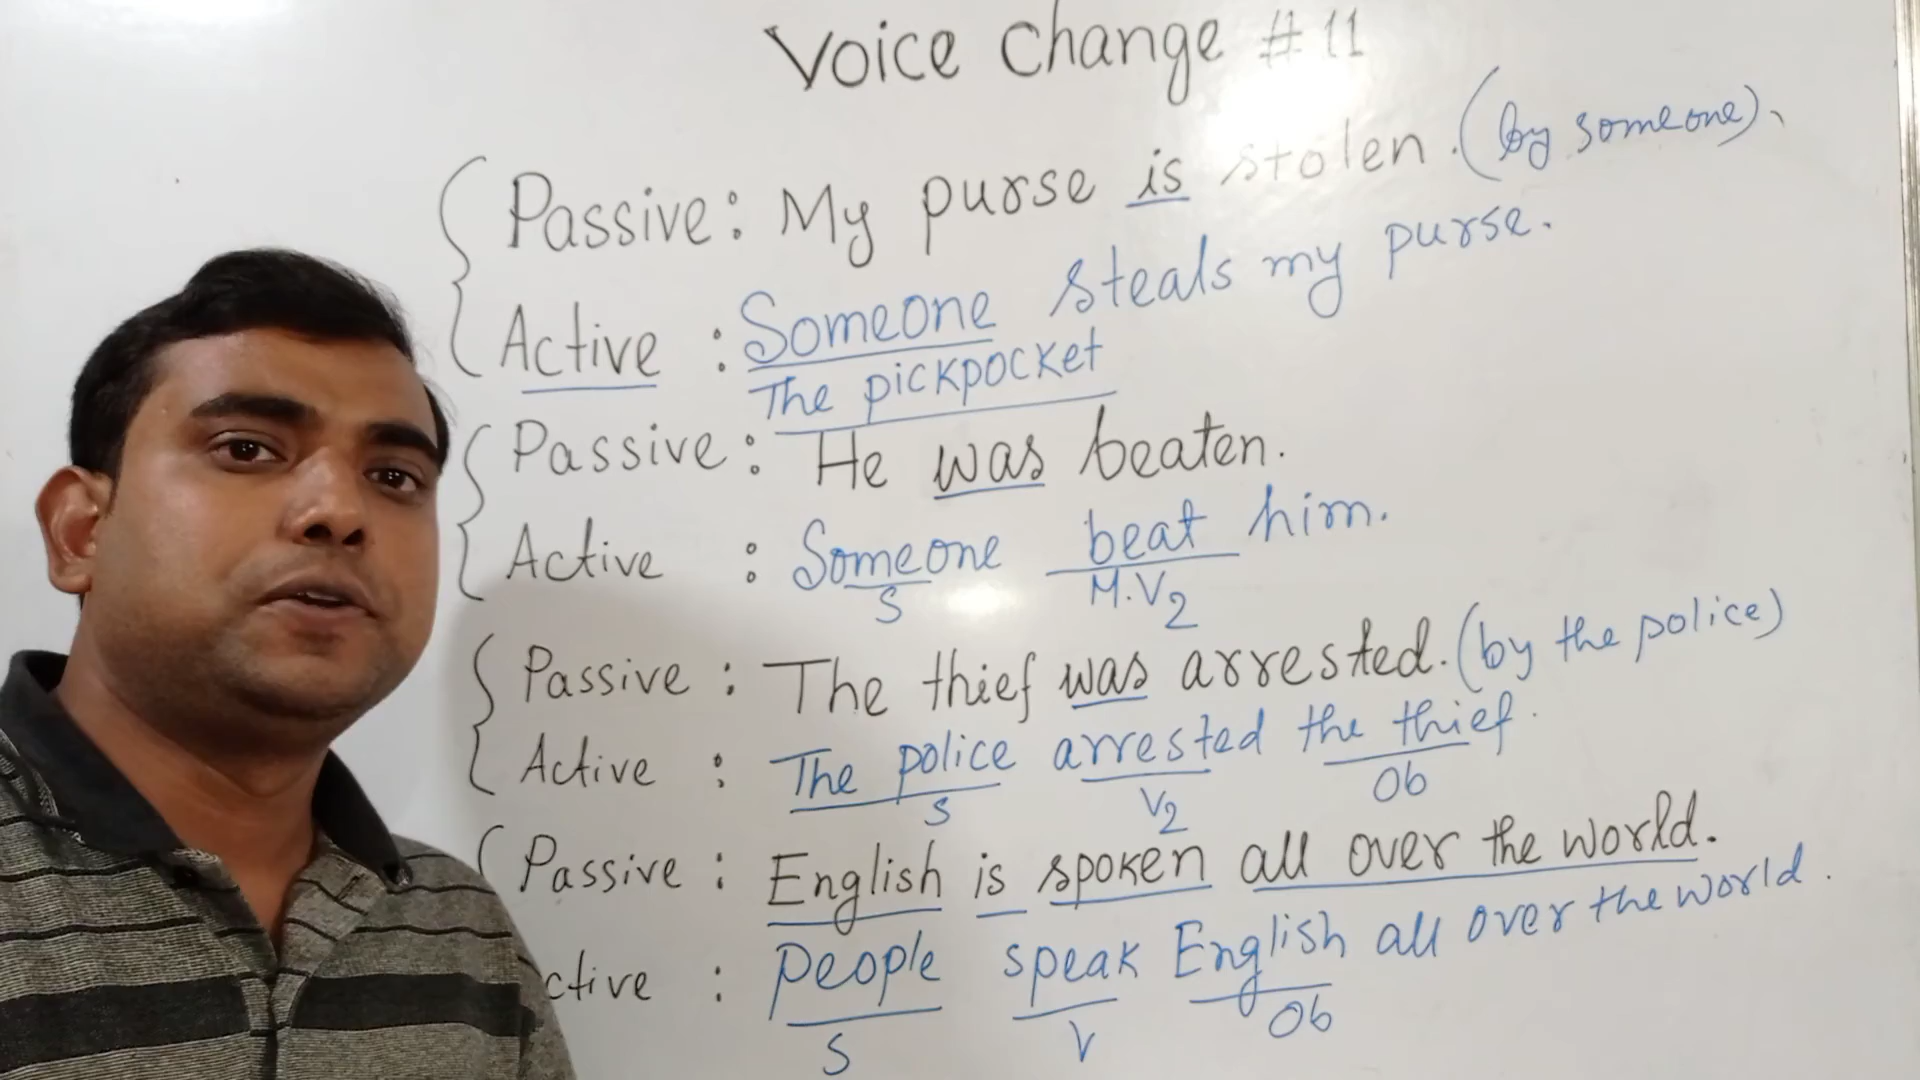 Voice Change #11
Passive: My purse is stolen. (by someone).
Active : Someone steals my purse.
The pickpocket
Passive: He was beaten.
Active : Someone beat him.
S M.V2
Passive : The thief was arrested. (by the police)
Active : The police arrested the thief.
S V2 Ob
Passive : English is spoken all over the world.
ctive : People speak English all over the world.
S V Ob